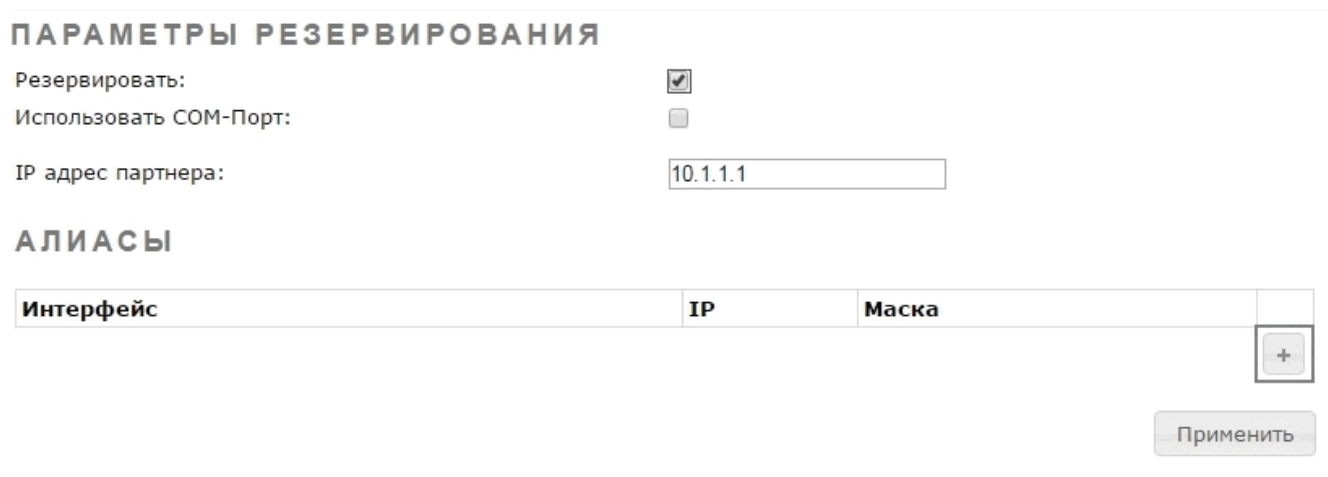 ПАРАМЕТРЫ РЕЗЕРВИРОВАНИЯ
Резервировать:
Использовать COM-Порт:
IP адрес партнера: 10.1.1.1
АЛИАСЫ
Интерфейс IP Маска
+
Применить